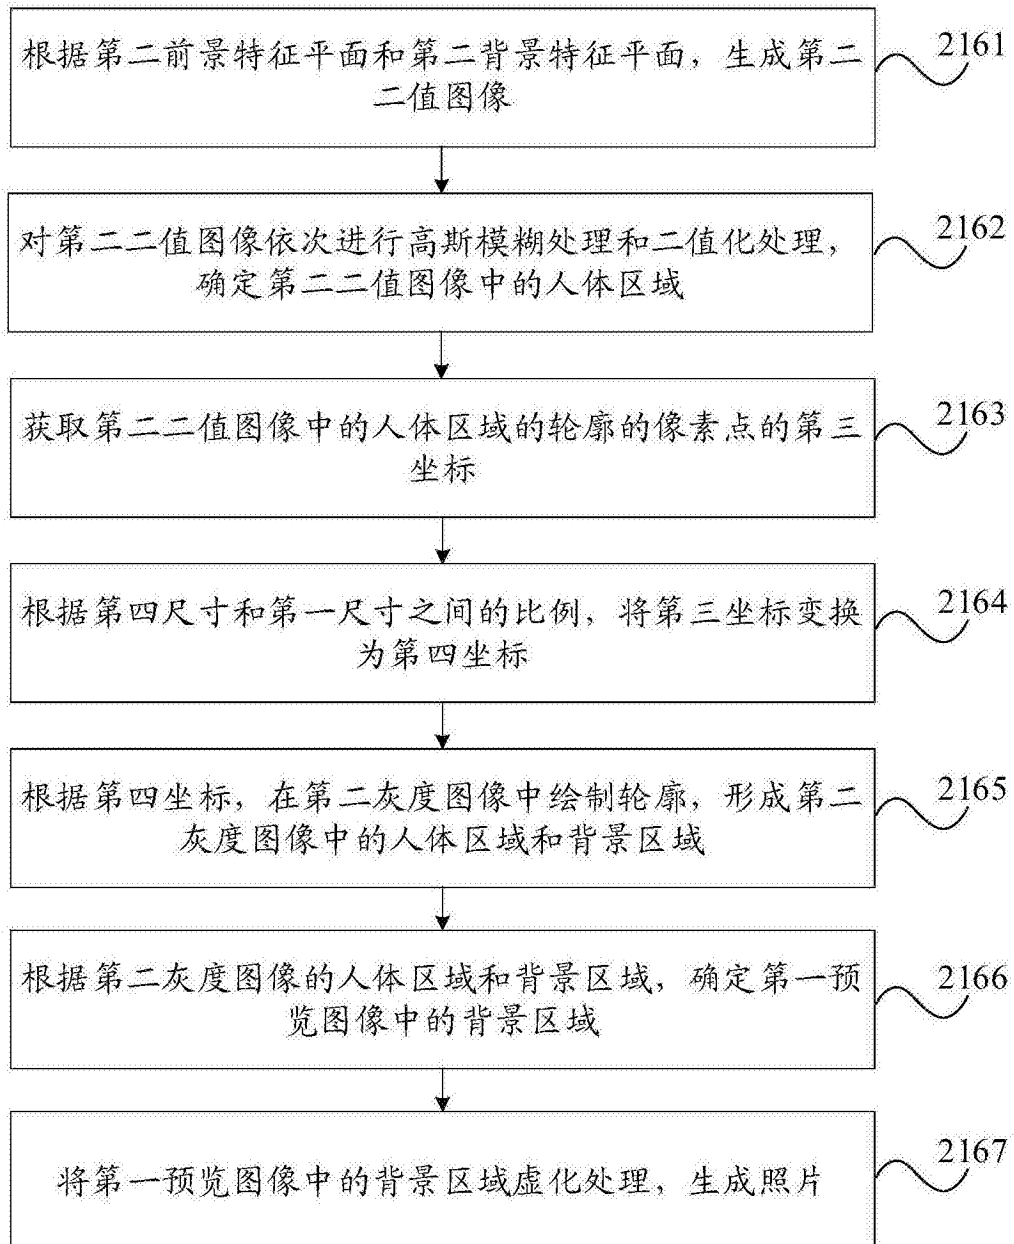 根据第二前景特征平面和第二背景特征平面，生成第二
二值图像
2161
对第二二值图像依次进行高斯模糊处理和二值化处理，
确定第二二值图像中的人体区域
2162
获取第二二值图像中的人体区域的轮廓的像素点的第三
坐标
2163
根据第四尺寸和第一尺寸之间的比例，将第三坐标变换
为第四坐标
2164
根据第四坐标，在第二灰度图像中绘制轮廓，形成第二
灰度图像中的人体区域和背景区域
2165
根据第二灰度图像的人体区域和背景区域，确定第一预
览图像中的背景区域
2166
将第一预览图像中的背景区域虚化处理，生成照片
2167